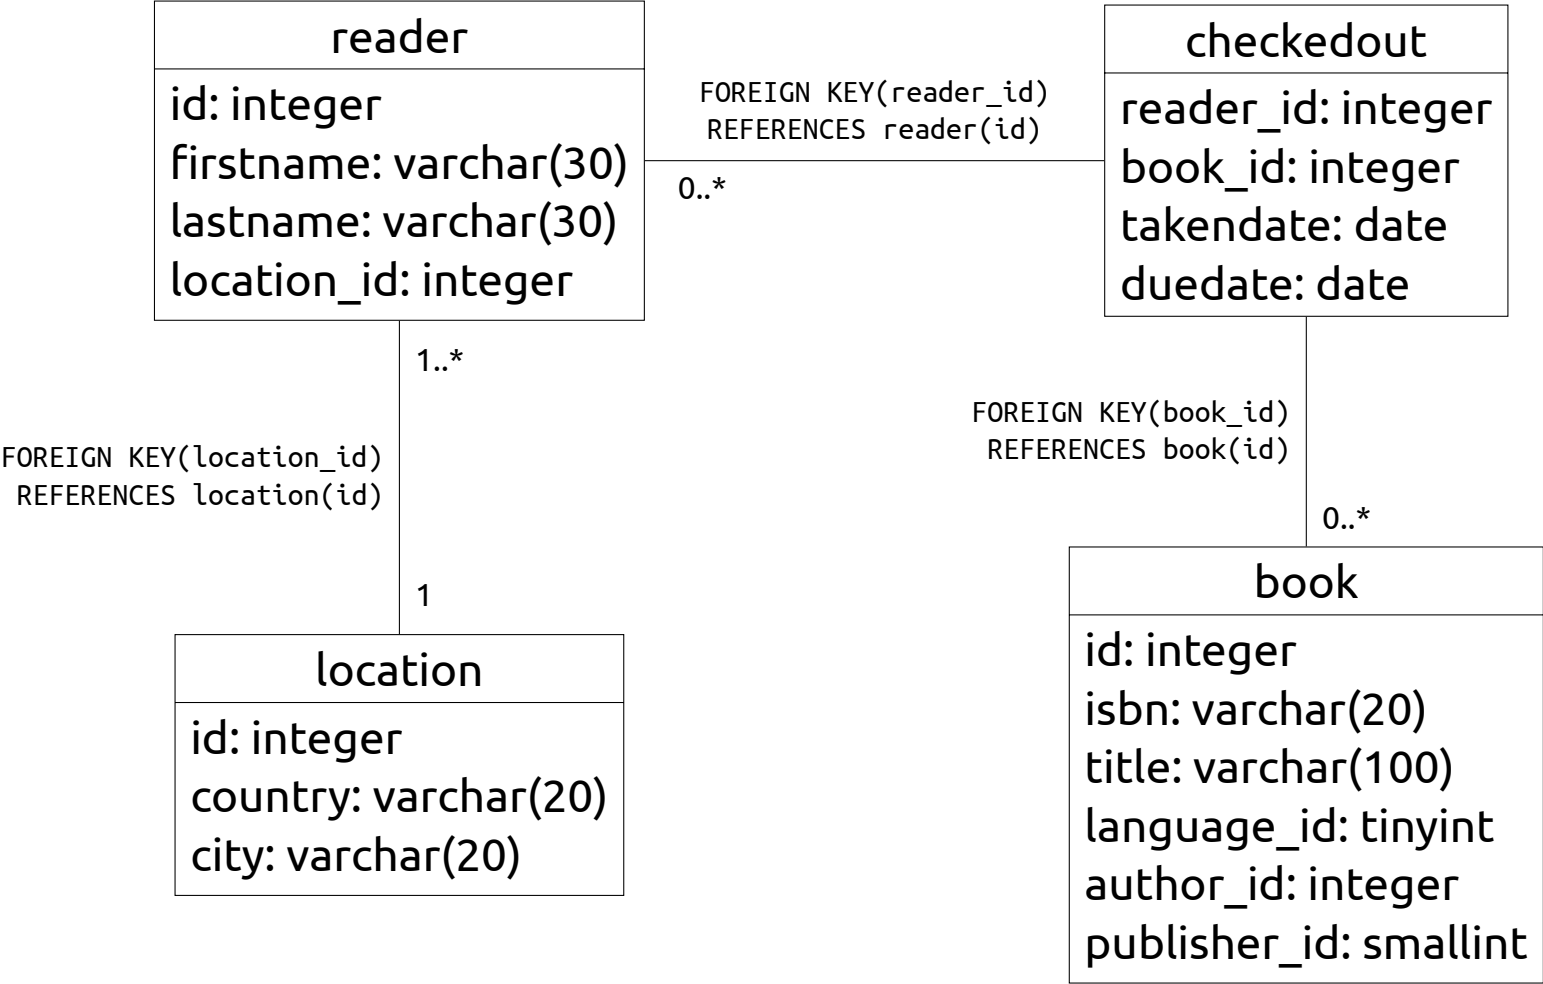 reader
id: integer
firstname: varchar(30)
lastname: varchar(30)
location_id: integer
FOREIGN KEY(reader_id)
REFERENCES reader(id)
0..*
checkedout
reader_id: integer
book_id: integer
takendate: date
duedate: date
1..*
FOREIGN KEY(location_id)
REFERENCES location(id)
1
FOREIGN KEY(book_id)
REFERENCES book(id)
0..*
location
id: integer
country: varchar(20)
city: varchar(20)
book
id: integer
isbn: varchar(20)
title: varchar(100)
language_id: tinyint
author_id: integer
publisher_id: smallint